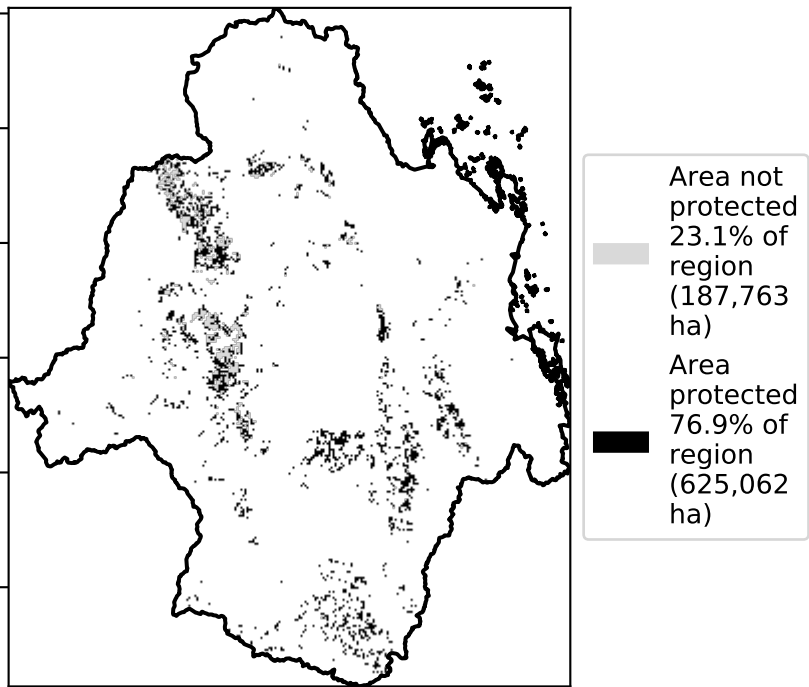 Area not
protected
23.1% of
region
(187,763
ha)
Area
protected
76.9% of
region
(625,062
ha)